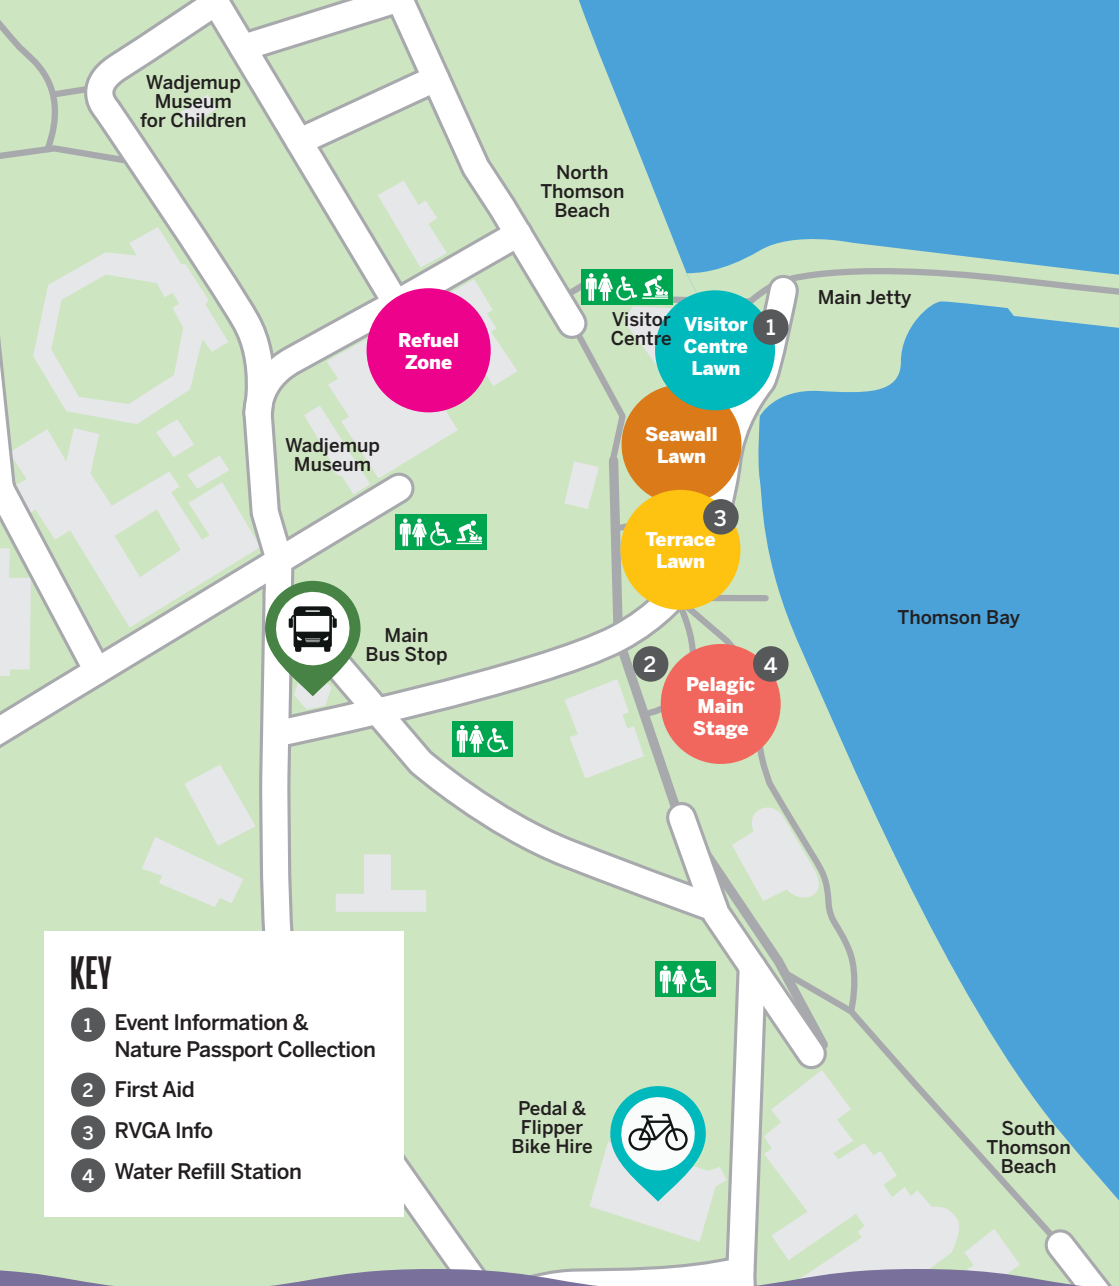 Wadjemup
Museum
for Children
North
Thomson
Beach
Main Jetty
Visitor
Centre
Visitor
Centre
Lawn
1
Refuel
Zone
Seawall
Lawn
Wadjemup
Museum
3
Terrace
Lawn
Thomson Bay
Main
Bus Stop
2
4
Pelagic
Main
Stage
KEY
1 Event Information &
Nature Passport Collection
2 First Aid
3 RVGA Info
4 Water Refill Station
Pedal &
Flipper
Bike Hire
South
Thomson
Beach